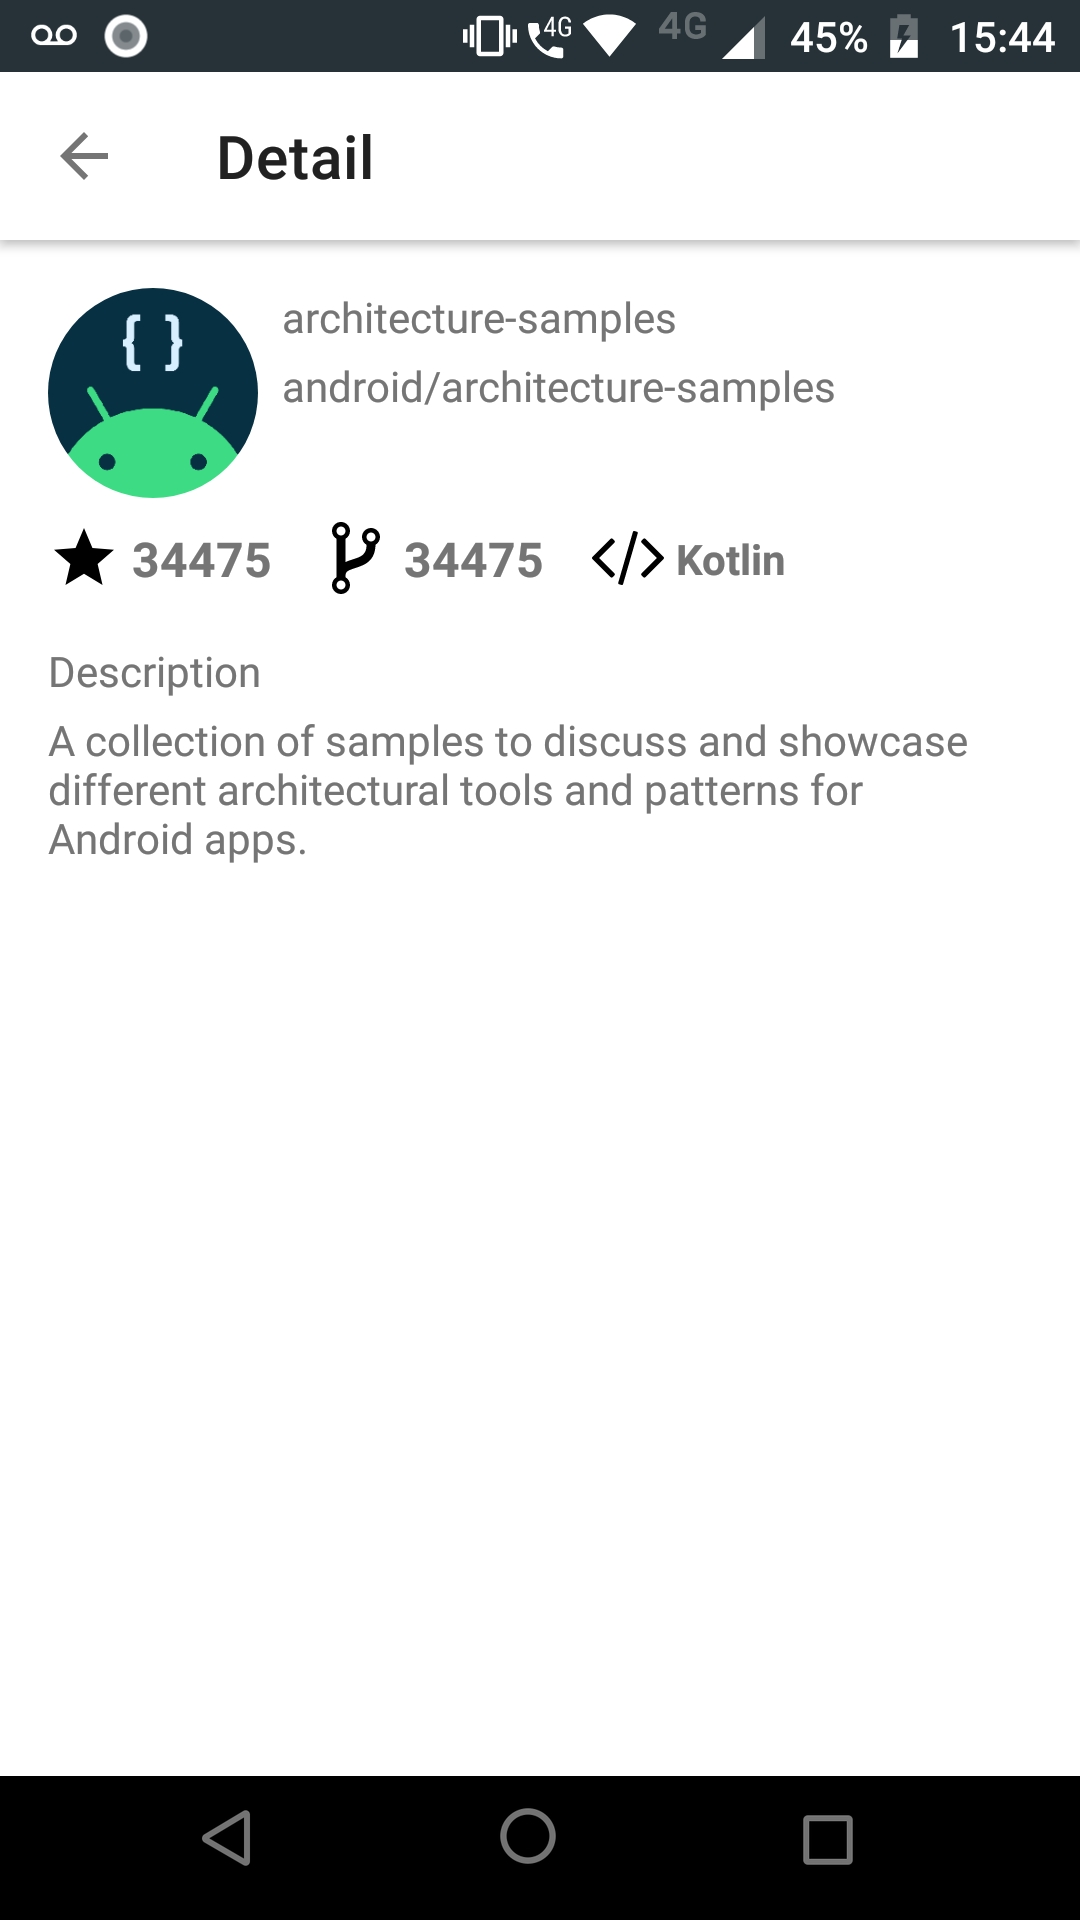 4G 4G 45% 15:44
Detail
{ }
architecture-samples
android/architecture-samples
34475 34475 </> Kotlin
Description
A collection of samples to discuss and showcase
different architectural tools and patterns for
Android apps.